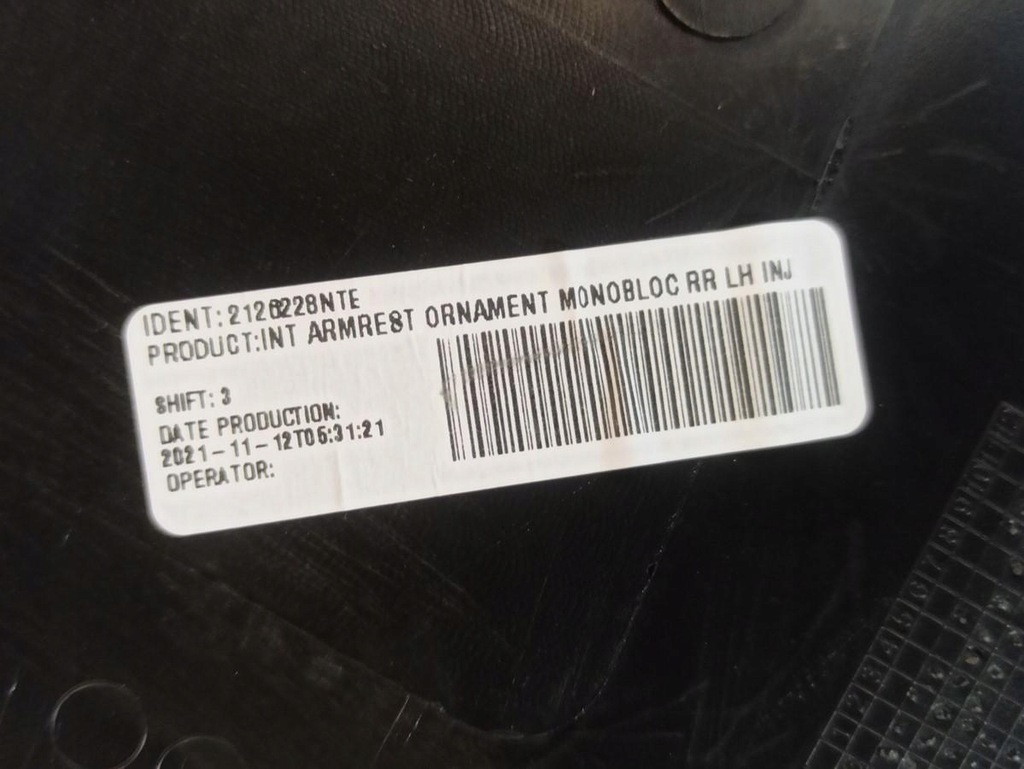 IDENT:2126228NTE
PRODUCT:INT ARMREST ORNAMENT MONOBLOC RR LH INJ
SHIFT: 3
DATE PRODUCTION:
2021-11-12T05:31:21
OPERATOR: